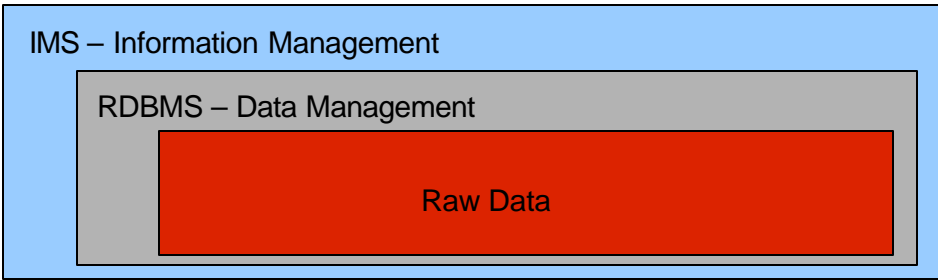 IMS – Information Management
RDBMS – Data Management
Raw Data